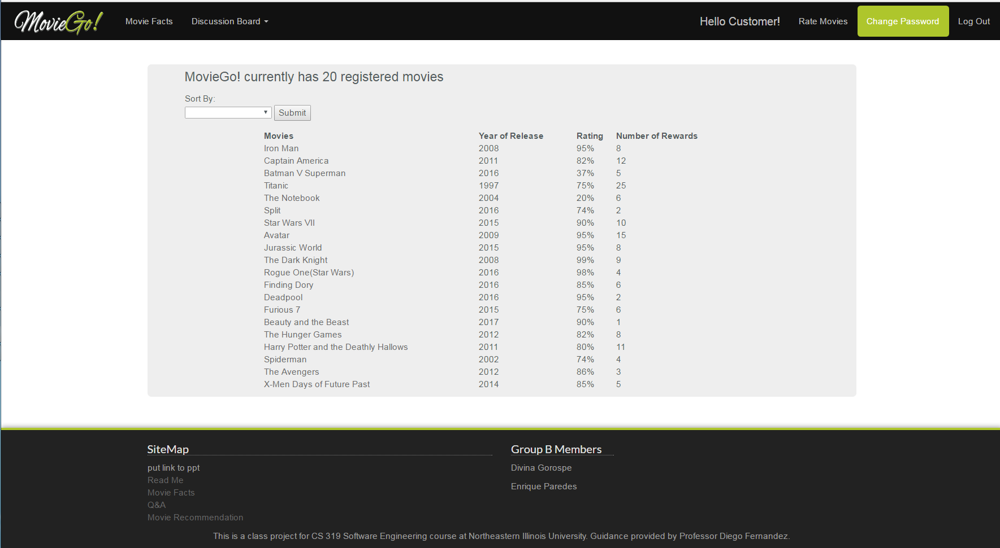 MovieGo! Movie Facts Discussion Board Hello Customer! Rate Movies Change Password Log Out
MovieGo! currently has 20 registered movies
Sort By:
Submit
Movies Year of Release Rating Number of Rewards
Iron Man 2008 95% 8
Captain America 2011 82% 12
Batman V Superman 2016 37% 5
Titanic 1997 75% 25
The Notebook 2004 20% 6
Split 2016 74% 2
Star Wars VII 2015 90% 10
Avatar 2009 95% 15
Jurassic World 2015 95% 8
The Dark Knight 2008 99% 9
Rogue One(Star Wars) 2016 98% 4
Finding Dory 2016 85% 6
Deadpool 2016 95% 2
Furious 7 2015 75% 6
Beauty and the Beast 2017 90% 1
The Hunger Games 2012 82% 8
Harry Potter and the Deathly Hallows 2011 80% 11
Spiderman 2002 74% 4
The Avengers 2012 86% 3
X-Men Days of Future Past 2014 85% 5
SiteMap
put link to ppt
Read Me
Movie Facts
Q&A
Movie Recommendation
Group B Members
Divina Gorospe
Enrique Paredes
This is a class project for CS 319 Software Engineering course at Northeastern Illinois University. Guidance provided by Professor Diego Fernandez.